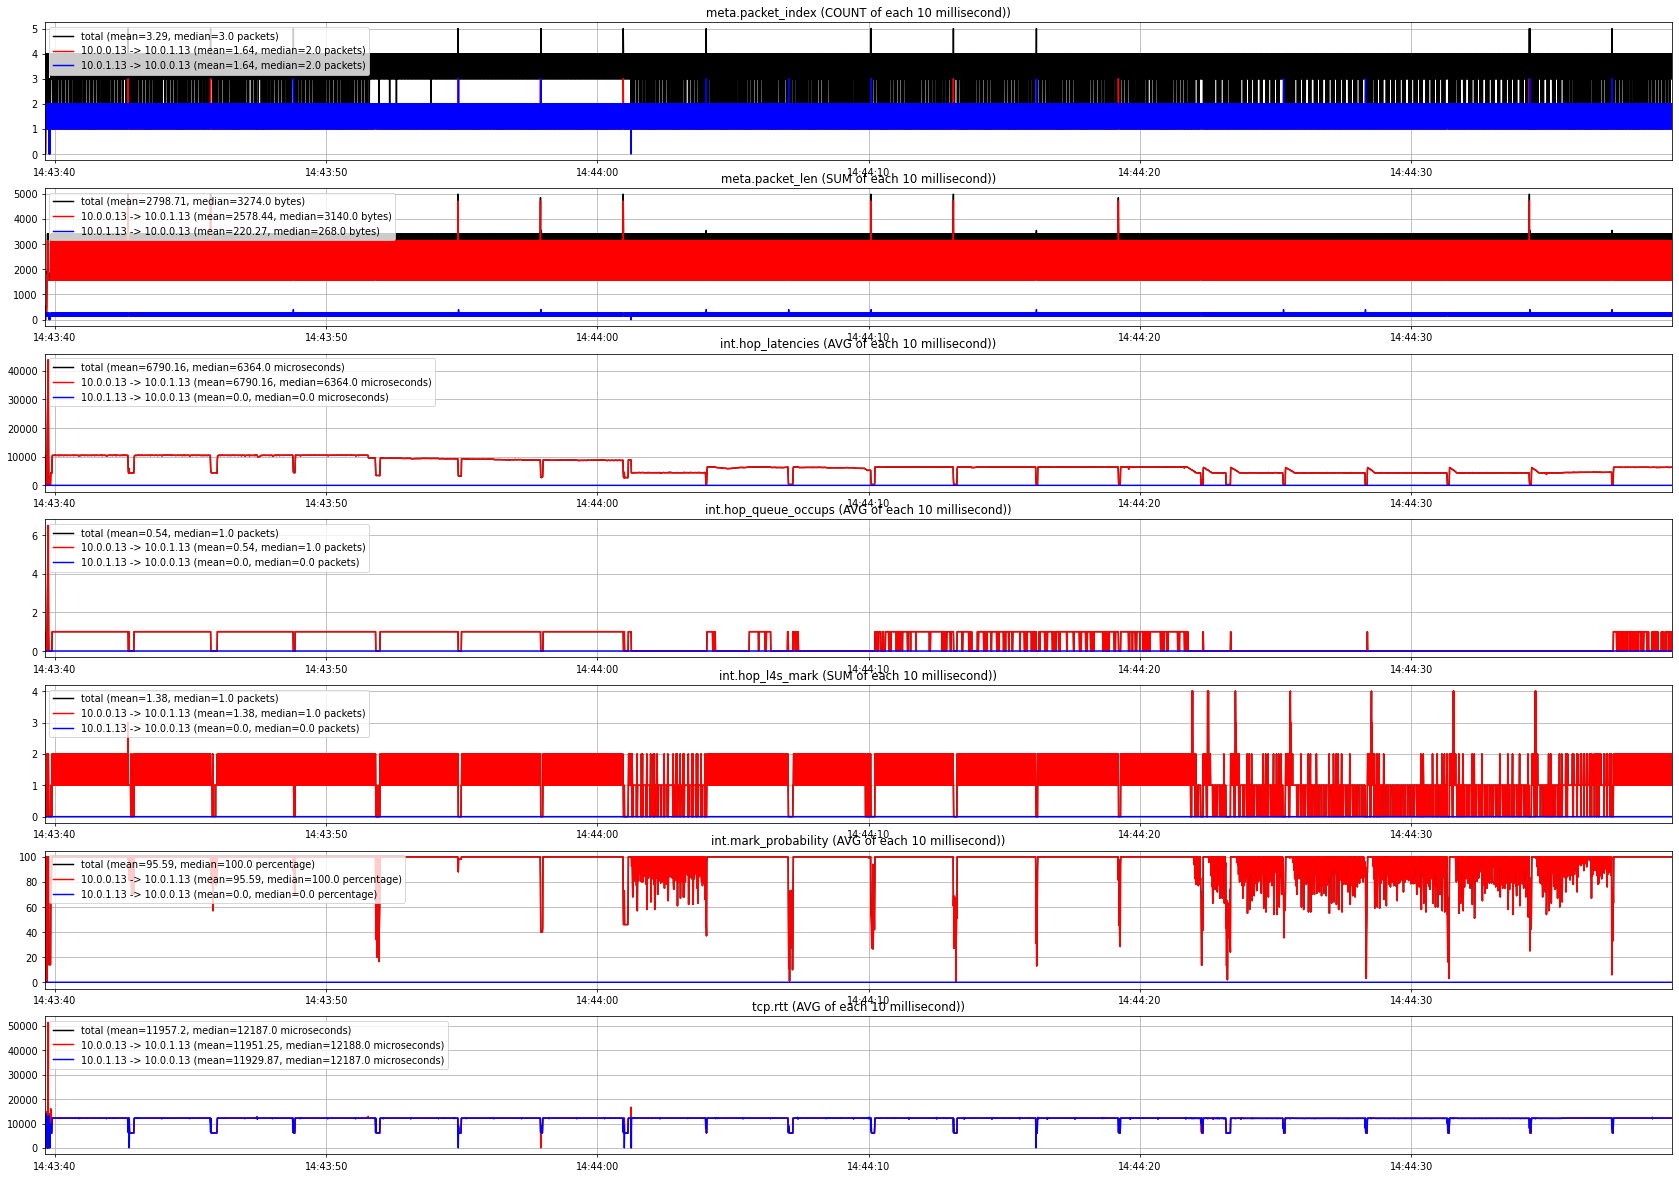 meta.packet_index (COUNT of each 10 millisecond))
5
4
3
2
1
0
total (mean=3.29, median=3.0 packets)
10.0.0.13 -> 10.0.1.13 (mean=1.64, median=2.0 packets)
10.0.1.13 -> 10.0.0.13 (mean=1.64, median=2.0 packets)
14:43:40 14:43:50 14:44:00 14:44:10 14:44:20 14:44:30
meta.packet_len (SUM of each 10 millisecond))
5000
4000
3000
2000
1000
0
total (mean=2798.71, median=3274.0 bytes)
10.0.0.13 -> 10.0.1.13 (mean=2578.44, median=3140.0 bytes)
10.0.1.13 -> 10.0.0.13 (mean=220.27, median=268.0 bytes)
14:43:40 14:43:50 14:44:00 14:44:10 14:44:20 14:44:30
int.hop_latencies (AVG of each 10 millisecond))
40000
30000
20000
10000
0
total (mean=6790.16, median=6364.0 microseconds)
10.0.0.13 -> 10.0.1.13 (mean=6790.16, median=6364.0 microseconds)
10.0.1.13 -> 10.0.0.13 (mean=0.0, median=0.0 microseconds)
14:43:40 14:43:50 14:44:00 14:44:10 14:44:20 14:44:30
int.hop_queue_occups (AVG of each 10 millisecond))
6
4
2
0
total (mean=0.54, median=1.0 packets)
10.0.0.13 -> 10.0.1.13 (mean=0.54, median=1.0 packets)
10.0.1.13 -> 10.0.0.13 (mean=0.0, median=0.0 packets)
14:43:40 14:43:50 14:44:00 14:44:10 14:44:20 14:44:30
int.hop_l4s_mark (SUM of each 10 millisecond))
4
3
2
1
0
total (mean=1.38, median=1.0 packets)
10.0.0.13 -> 10.0.1.13 (mean=1.38, median=1.0 packets)
10.0.1.13 -> 10.0.0.13 (mean=0.0, median=0.0 packets)
14:43:40 14:43:50 14:44:00 14:44:10 14:44:20 14:44:30
int.mark_probability (AVG of each 10 millisecond))
100
80
60
40
20
0
total (mean=95.59, median=100.0 percentage)
10.0.0.13 -> 10.0.1.13 (mean=95.59, median=100.0 percentage)
10.0.1.13 -> 10.0.0.13 (mean=0.0, median=0.0 percentage)
14:43:40 14:43:50 14:44:00 14:44:10 14:44:20 14:44:30
tcp.rtt (AVG of each 10 millisecond))
50000
40000
30000
20000
10000
0
total (mean=11957.2, median=12187.0 microseconds)
10.0.0.13 -> 10.0.1.13 (mean=11951.25, median=12188.0 microseconds)
10.0.1.13 -> 10.0.0.13 (mean=11929.87, median=12187.0 microseconds)
14:43:40 14:43:50 14:44:00 14:44:10 14:44:20 14:44:30